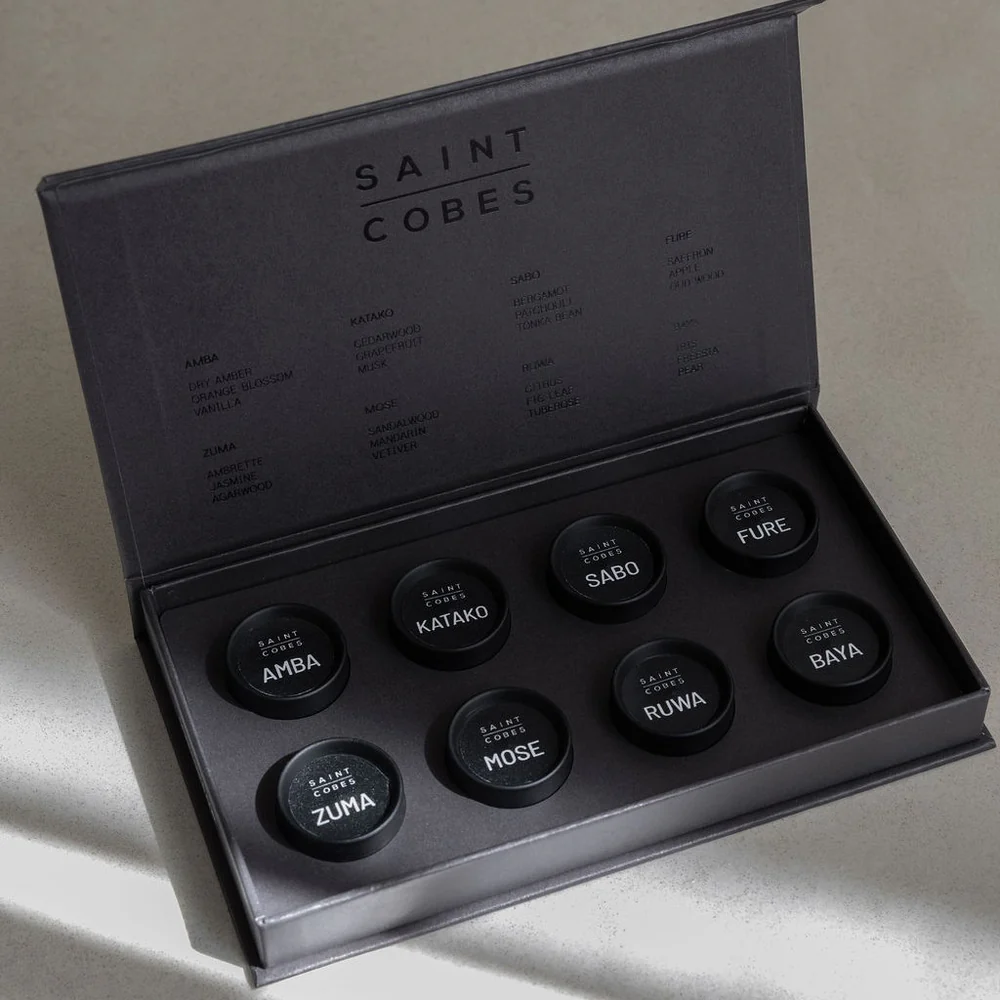 SAINT
COBES
AMBA
DRY AMBER
ORANGE BLOSSOM
VANILLA
KATAKO
CEDARWOOD
GRAPEFRUIT
MUSK
SABO
BERGAMOT
PATCHOULI
TONKA BEAN
FURE
SAFFRON
APPLE
OUD WOOD
ZUMA
AMBRETTE
JASMINE
AGARWOOD
MOSE
SANDALWOOD
MANDARIN
VETIVER
RUWA
CITRUS
FIG LEAF
TUBEROSE
BAYA
IRIS
FREESIA
PEAR
SAINT
COBES
AMBA
SAINT
COBES
KATAKO
SAINT
COBES
SABO
SAINT
COBES
FURE
SAINT
COBES
ZUMA
SAINT
COBES
MOSE
SAINT
COBES
RUWA
SAINT
COBES
BAYA